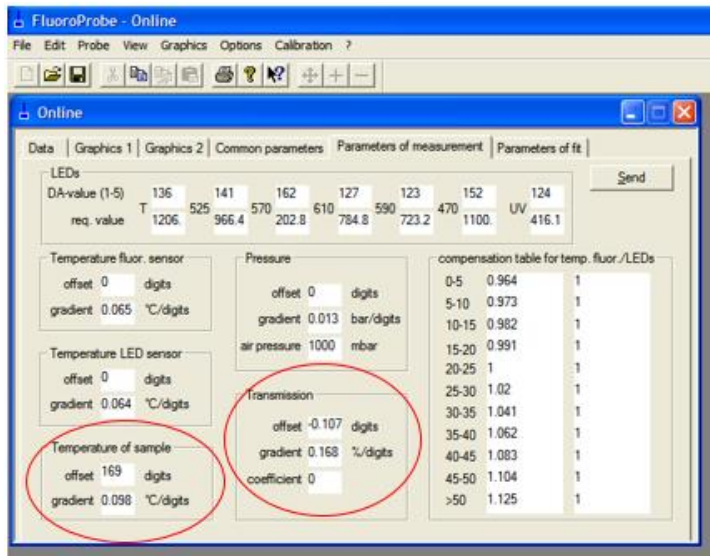 FluoroProbe - Online
File Edit Probe View Graphics Options Calibration ?
Online
Data Graphics 1 Graphics 2 Common parameters Parameters of measurement Parameters of fit
LEDs
Send
DA-value (1-5) 136 141 162 127 123 152 124
T 525 570 610 590 470 UV
req. value 1206. 966.4 202.8 784.8 723.2 1100. 416.1
Temperature fluor. sensor
offset 0 digits
gradient 0.065 °C/digits
Temperature LED sensor
offset 0 digits
gradient 0.064 °C/digits
Temperature of sample
offset 169 digits
gradient 0.098 °C/digits
Pressure
offset 0 digits
gradient 0.013 bar/digits
air pressure 1000 mbar
Transmission
offset -0.107 digits
gradient 0.168 %/digits
coefficient 0
compensation table for temp. fluor./LEDs
0-5 0.964 1
5-10 0.973 1
10-15 0.982 1
15-20 0.991 1
20-25 1 1
25-30 1.02 1
30-35 1.041 1
35-40 1.062 1
40-45 1.083 1
45-50 1.104 1
>50 1.125 1